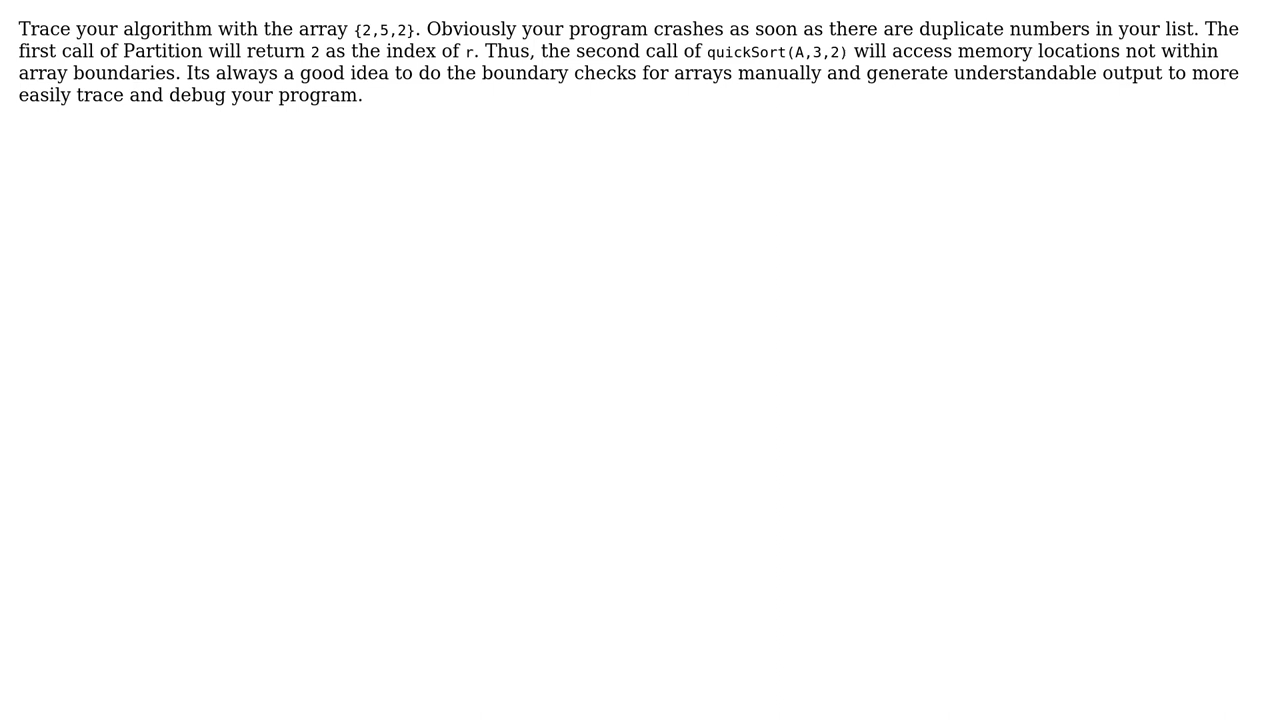 Trace your algorithm with the array {2,5,2}. Obviously your program crashes as soon as there are duplicate numbers in your list. The
first call of Partition will return 2 as the index of r. Thus, the second call of quickSort(A,3,2) will access memory locations not within
array boundaries. Its always a good idea to do the boundary checks for arrays manually and generate understandable output to more
easily trace and debug your program.